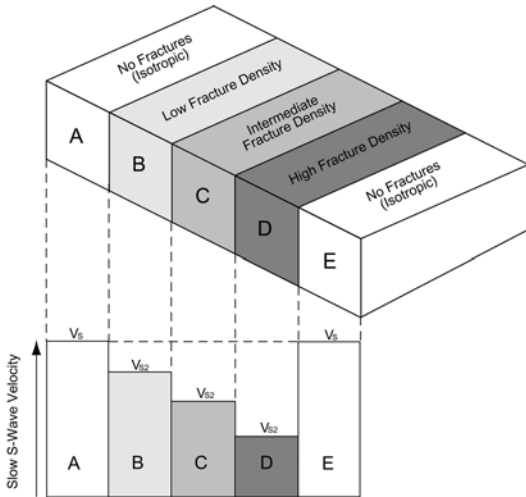 No Fractures
(Isotropic)
Low Fracture Density
Intermediate
Fracture Density
High Fracture Density
No Fractures
(Isotropic)
A
B
C
D
E
VS
VS2
VS2
VS2
VS
Slow S-Wave Velocity
A
B
C
D
E